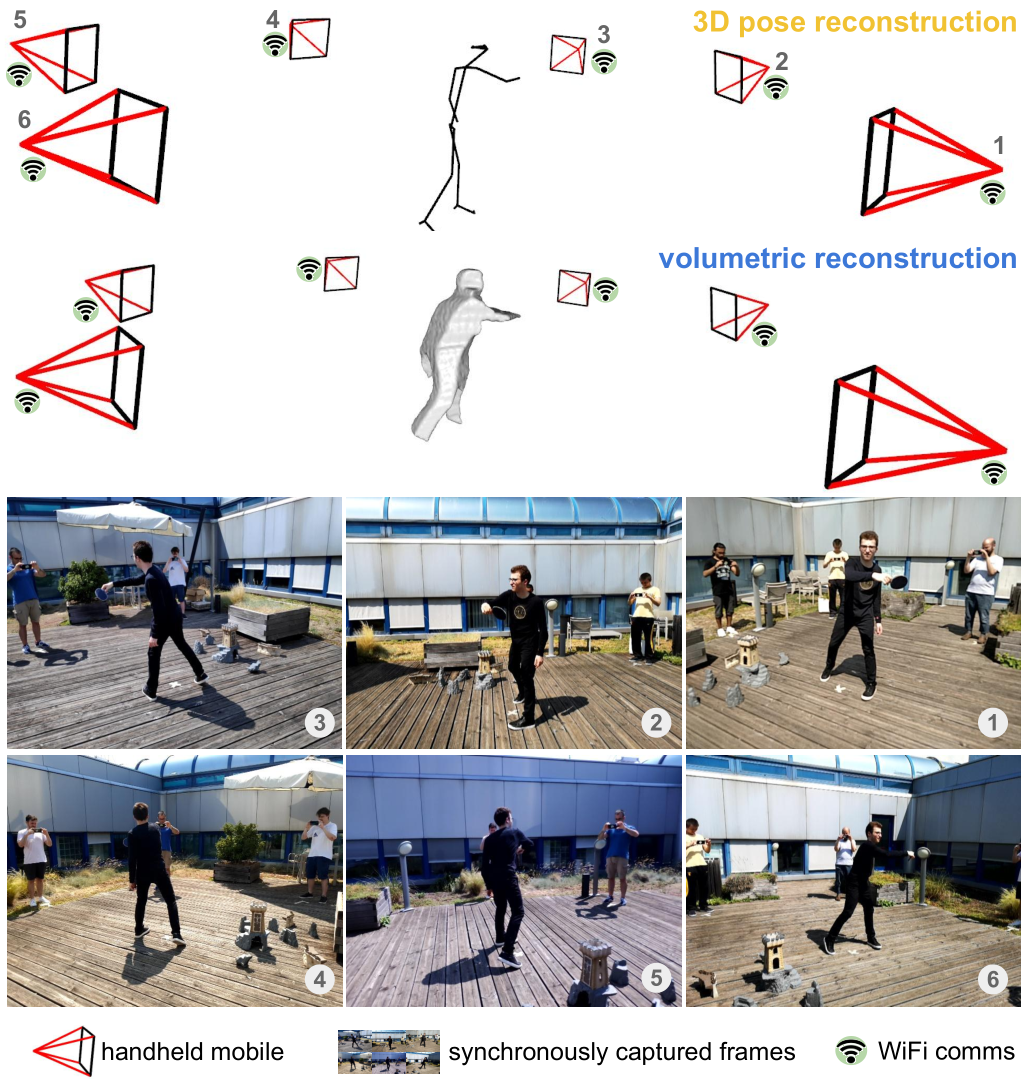 5
4
3
3D pose reconstruction
2
6
1
volumetric reconstruction
3
2
1
4
5
6
handheld mobile
synchronously captured frames
WiFi comms